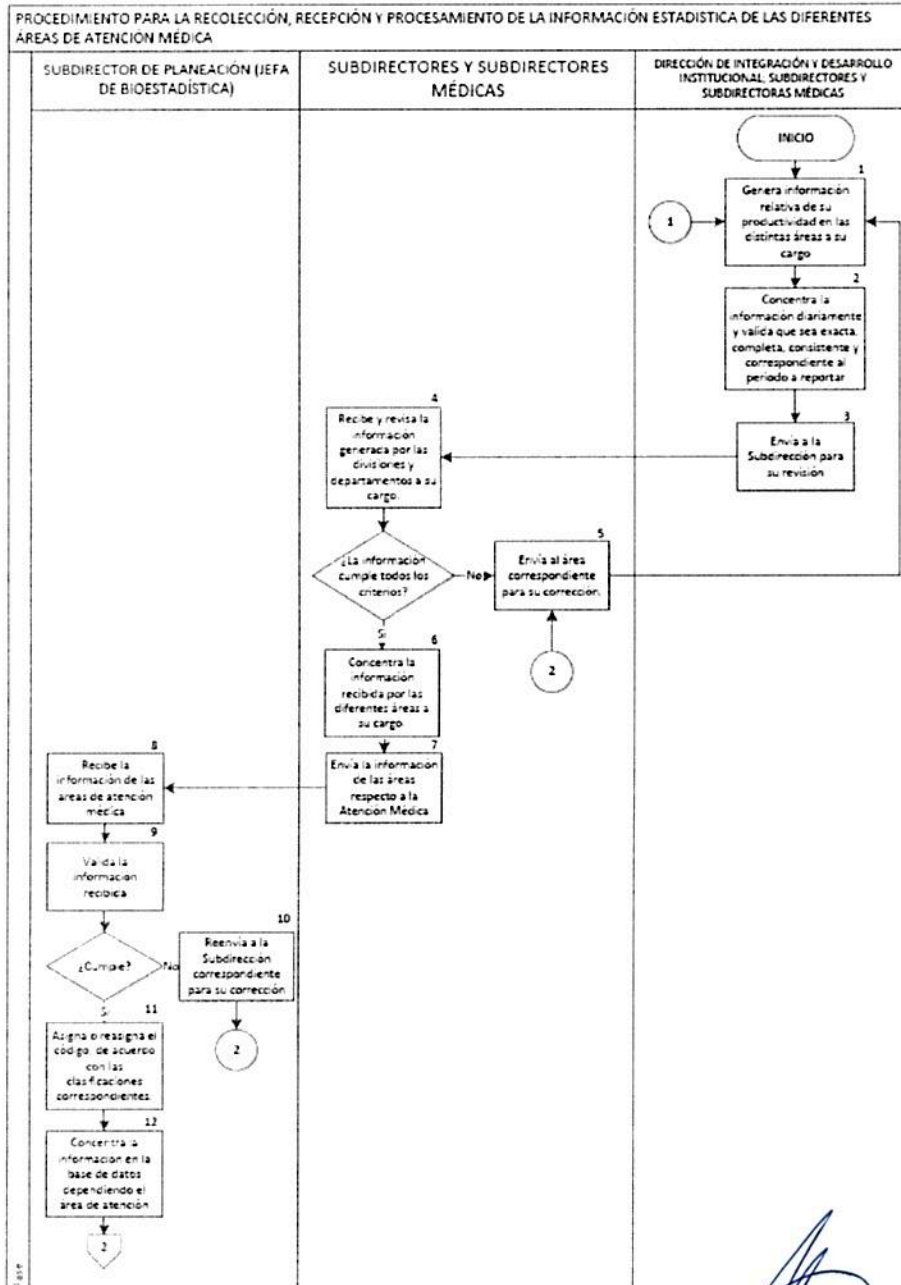 PROCEDIMIENTO PARA LA RECOLECCIÓN, RECEPCIÓN Y PROCESAMIENTO DE LA INFORMACIÓN ESTADISTICA DE LAS DIFERENTES
ÁREAS DE ATENCIÓN MÉDICA
SUBDIRECTOR DE PLANEACIÓN (JEFA
DE BIOESTADÍSTICA)
SUBDIRECTORES Y SUBDIRECTORES
MÉDICAS
DIRECCIÓN DE INTEGRACIÓN Y DESARROLLO
INSTITUCIONAL, SUBDIRECTORES Y
SUBDIRECTORAS MÉDICAS
INICIO
1
Genera información
relativa de su
productividad en las
distintas áreas a su
cargo
1
2
Concentra la
información diariamente
y valida que sea exacta,
completa, consistente y
correspondiente al
periodo a reportar
3
Envía a la
Subdirección para
su revisión
4
Recibe y revisa la
información
generada por las
divisiones y
departamentos a su
cargo.
¿La información
cumple todos los
criterios?
No
5
Envía al área
correspondiente
para su corrección.
2
Si
6
Concentra la
información
recibida por las
diferentes áreas a
su cargo
7
Envía la información
de las áreas
respecto a la
Atención Médica
8
Recibe la
información de las
areas de atención
médica
9
Valida la
información
recibida
¿Cumple?
No
10
Reenvía a la
Subdirección
correspondiente
para su corrección
2
Si
11
Asigna o reasigna el
código, de acuerdo
con las
clasificaciones
correspondientes.
12
Concentra la
información en la
base de datos
dependiendo el
area de atención
2
Fase